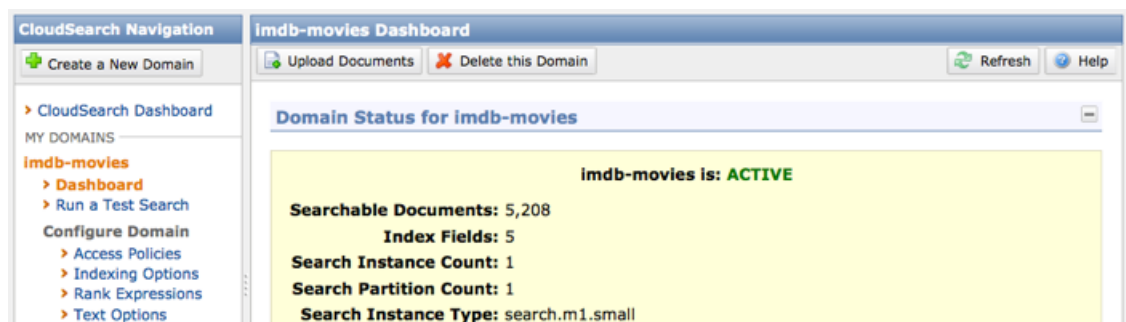 CloudSearch Navigation
Create a New Domain
CloudSearch Dashboard
MY DOMAINS
imdb-movies
Dashboard
Run a Test Search
Configure Domain
Access Policies
Indexing Options
Rank Expressions
Text Options
imdb-movies Dashboard
Upload Documents Delete this Domain Refresh Help
Domain Status for imdb-movies
imdb-movies is: ACTIVE
Searchable Documents: 5,208
Index Fields: 5
Search Instance Count: 1
Search Partition Count: 1
Search Instance Type: search.m1.small